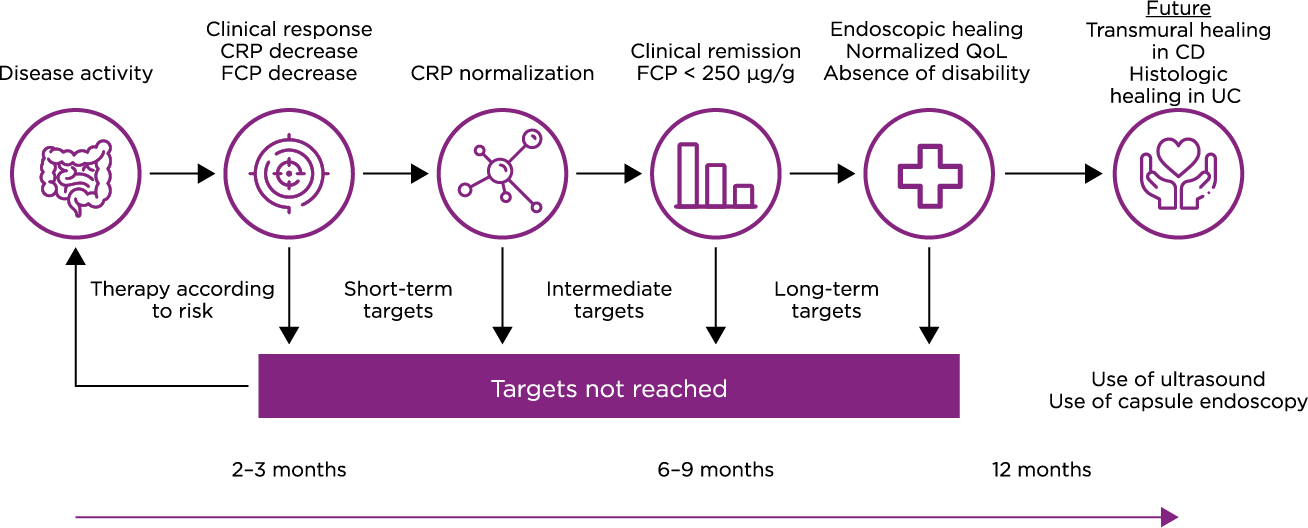 Disease activity
Clinical response
CRP decrease
FCP decrease
CRP normalization
Clinical remission
FCP < 250 µg/g
Endoscopic healing
Normalized QoL
Absence of disability
Future
Transmural healing
in CD
Histologic
healing in UC
Therapy according
to risk
Short-term
targets
Intermediate
targets
Long-term
targets
Targets not reached
Use of ultrasound
Use of capsule endoscopy
2–3 months
6–9 months
12 months